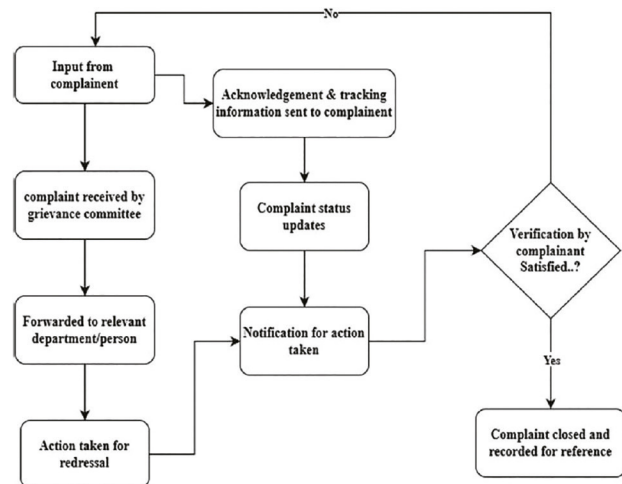 No
Input from
complainent
Acknowledgement & tracking
information sent to complainent
complaint received by
grievance committee
Complaint status
updates
Verification by
complainant
Satisfied..?
Forwarded to relevant
department/person
Notification for action
taken
Yes
Action taken for
redressal
Complaint closed and
recorded for reference